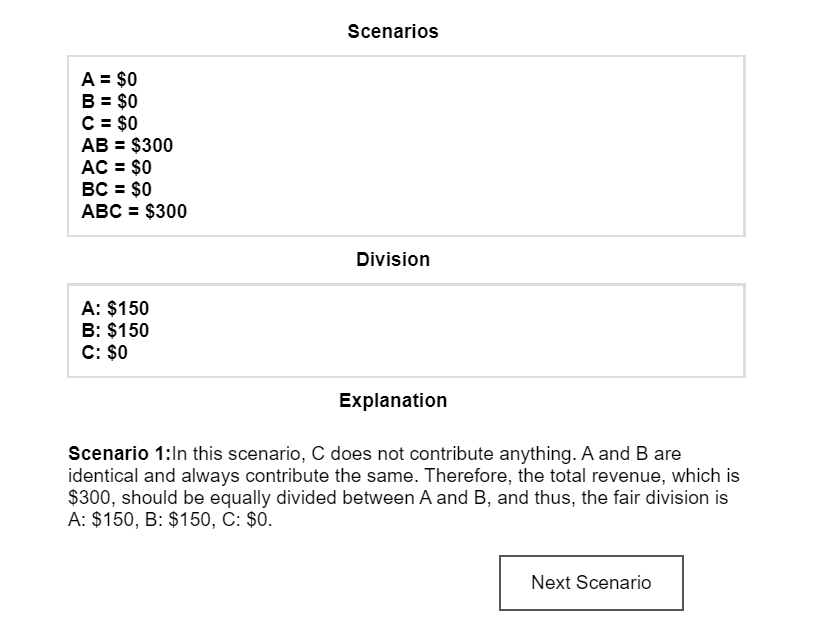 Scenarios
A = $0
B = $0
C = $0
AB = $300
AC = $0
BC = $0
ABC = $300
Division
A: $150
B: $150
C: $0
Explanation
Scenario 1:In this scenario, C does not contribute anything. A and B are
identical and always contribute the same. Therefore, the total revenue, which is
$300, should be equally divided between A and B, and thus, the fair division is
A: $150, B: $150, C: $0.
Next Scenario